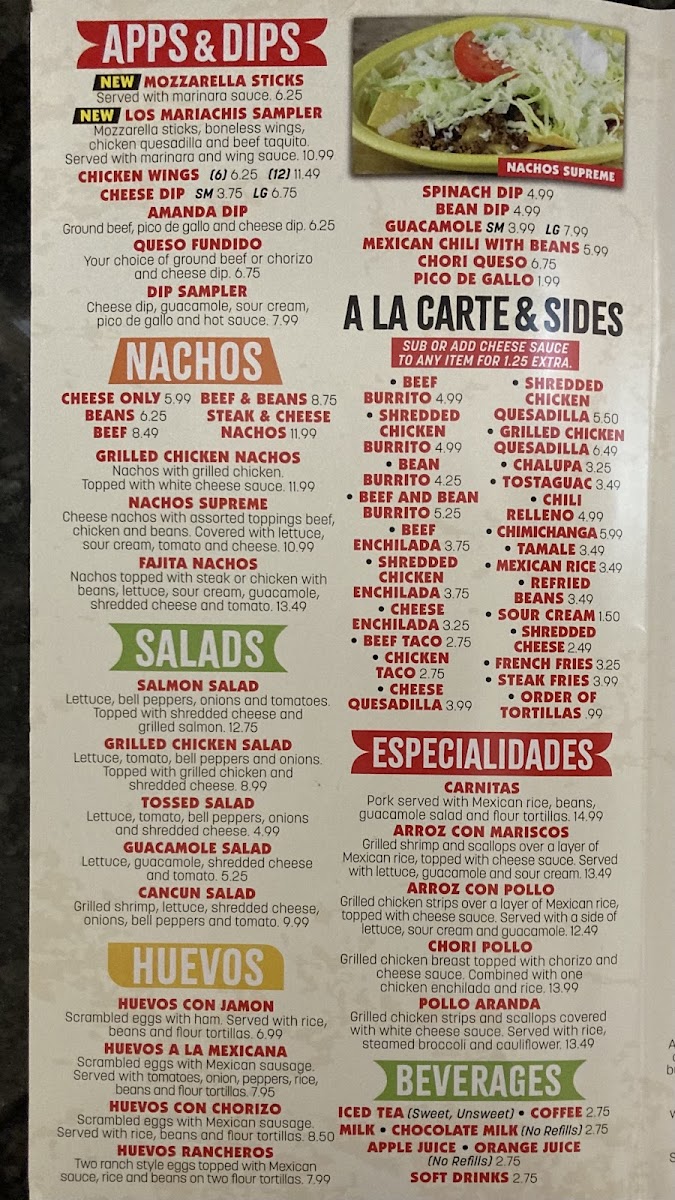 APPS & DIPS
NEW MOZZARELLA STICKS
Served with marinara sauce. 6.25
NEW LOS MARIACHIS SAMPLER
Mozzarella sticks, boneless wings,
chicken quesadilla and beef taquito.
Served with marinara and wing sauce. 10.99
CHICKEN WINGS (6) 6.25 (12) 11.49
CHEESE DIP SM 3.75 LG 6.75
AMANDA DIP
Ground beef, pico de gallo and cheese dip. 6.25
QUESO FUNDIDO
Your choice of ground beef or chorizo
and cheese dip. 6.75
DIP SAMPLER
Cheese dip, guacamole, sour cream,
pico de gallo and hot sauce. 7.99
NACHOS
CHEESE ONLY 5.99 BEEF & BEANS 8.75
BEANS 6.25 STEAK & CHEESE
BEEF 8.49 NACHOS 11.99
GRILLED CHICKEN NACHOS
Nachos with grilled chicken.
Topped with white cheese sauce. 11.99
NACHOS SUPREME
Cheese nachos with assorted toppings beef,
chicken and beans. Covered with lettuce,
sour cream, tomato and cheese. 10.99
FAJITA NACHOS
Nachos topped with steak or chicken with
beans, lettuce, sour cream, guacamole,
shredded cheese and tomato. 13.49
SALADS
SALMON SALAD
Lettuce, bell peppers, onions and tomatoes.
Topped with shredded cheese and
grilled salmon. 12.75
GRILLED CHICKEN SALAD
Lettuce, tomato, bell peppers and onions.
Topped with grilled chicken and
shredded cheese. 8.99
TOSSED SALAD
Lettuce, tomato, bell peppers, onions
and shredded cheese. 4.99
GUACAMOLE SALAD
Lettuce, guacamole, shredded cheese
and tomato. 5.25
CANCUN SALAD
Grilled shrimp, lettuce, shredded cheese,
onions, bell peppers and tomato. 9.99
HUEVOS
HUEVOS CON JAMON
Scrambled eggs with ham. Served with rice,
beans and flour tortillas. 6.99
HUEVOS A LA MEXICANA
Scrambled eggs with Mexican sausage.
Served with tomatoes, onion, peppers, rice,
beans and flour tortillas. 7.95
HUEVOS CON CHORIZO
Scrambled eggs with Mexican sausage.
Served with rice, beans and flour tortillas. 8.50
HUEVOS RANCHEROS
Two ranch style eggs topped with Mexican
sauce, rice and beans on two flour tortillas. 7.99
NACHOS SUPREME
SPINACH DIP 4.99
BEAN DIP 4.99
GUACAMOLE SM 3.99 LG 7.99
MEXICAN CHILI WITH BEANS 5.99
CHORI QUESO 6.75
PICO DE GALLO 1.99
A LA CARTE & SIDES
SUB OR ADD CHEESE SAUCE
TO ANY ITEM FOR 1.25 EXTRA.
• BEEF
BURRITO 4.99
• SHREDDED
CHICKEN
BURRITO 4.99
• BEAN
BURRITO 4.25
• BEEF AND BEAN
BURRITO 5.25
• BEEF
ENCHILADA 3.75
• SHREDDED
CHICKEN
ENCHILADA 3.75
• CHEESE
ENCHILADA 3.25
• BEEF TACO 2.75
• CHICKEN
TACO 2.75
• CHEESE
QUESADILLA 3.99
• SHREDDED
CHICKEN
QUESADILLA 5.50
• GRILLED CHICKEN
QUESADILLA 6.49
• CHALUPA 3.25
• TOSTAGUAC 3.49
• CHILI
RELLENO 4.99
• CHIMICHANGA 5.99
• TAMALE 3.49
• MEXICAN RICE 3.49
• REFRIED
BEANS 3.49
• SOUR CREAM 1.50
• SHREDDED
CHEESE 2.49
• FRENCH FRIES 3.25
• STEAK FRIES 3.99
• ORDER OF
TORTILLAS .99
ESPECIALIDADES
CARNITAS
Pork served with Mexican rice, beans,
guacamole salad and flour tortillas. 14.99
ARROZ CON MARISCOS
Grilled shrimp and scallops over a layer of
Mexican rice, topped with cheese sauce. Served
with lettuce, guacamole and sour cream. 13.49
ARROZ CON POLLO
Grilled chicken strips over a layer of Mexican rice,
topped with cheese sauce. Served with a side of
lettuce, sour cream and guacamole. 12.49
CHORI POLLO
Grilled chicken breast topped with chorizo and
cheese sauce. Combined with one
chicken enchilada and rice. 13.99
POLLO ARANDA
Grilled chicken strips and scallops covered
with white cheese sauce. Served with rice,
steamed broccoli and cauliflower. 13.49
BEVERAGES
ICED TEA (Sweet, Unsweet) • COFFEE 2.75
MILK • CHOCOLATE MILK (No Refills) 2.75
APPLE JUICE • ORANGE JUICE
(No Refills) 2.75
SOFT DRINKS 2.75